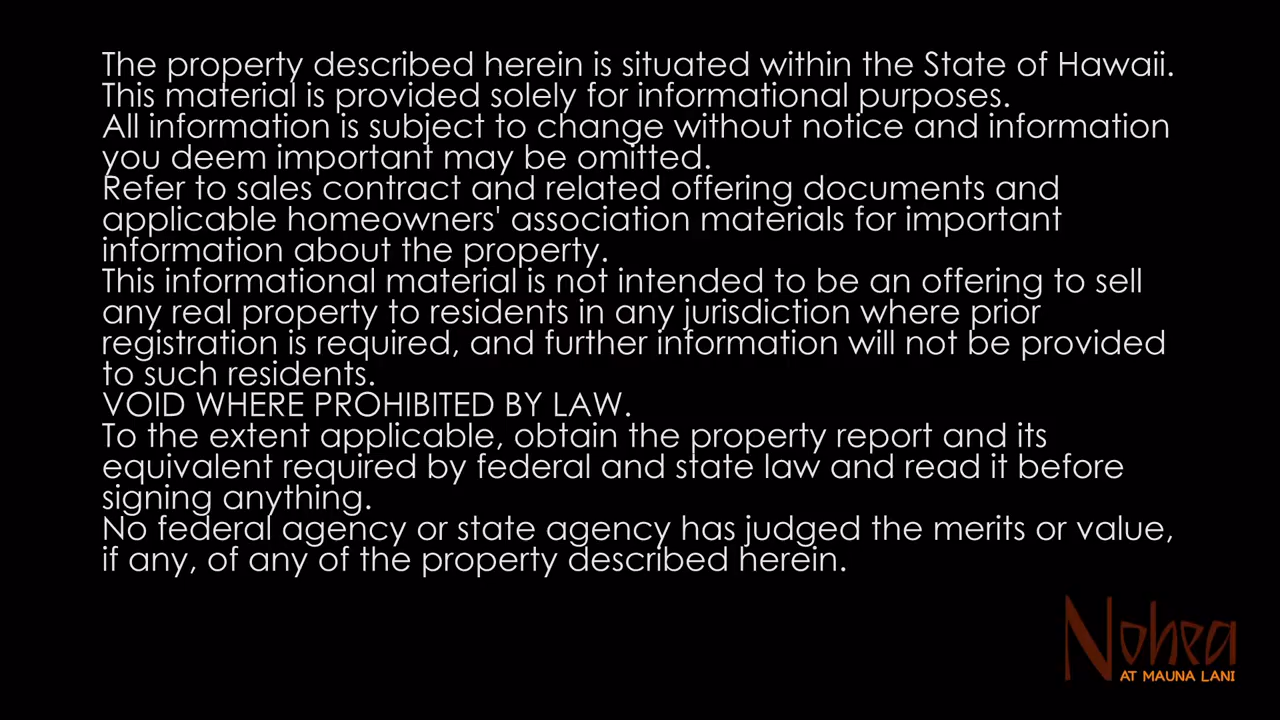 The property described herein is situated within the State of Hawaii.
This material is provided solely for informational purposes.
All information is subject to change without notice and information
you deem important may be omitted.
Refer to sales contract and related offering documents and
applicable homeowners' association materials for important
information about the property.
This informational material is not intended to be an offering to sell
any real property to residents in any jurisdiction where prior
registration is required, and further information will not be provided
to such residents.
VOID WHERE PROHIBITED BY LAW.
To the extent applicable, obtain the property report and its
equivalent required by federal and state law and read it before
signing anything.
No federal agency or state agency has judged the merits or value,
if any, of any of the property described herein.
Nohea
AT MAUNA LANI